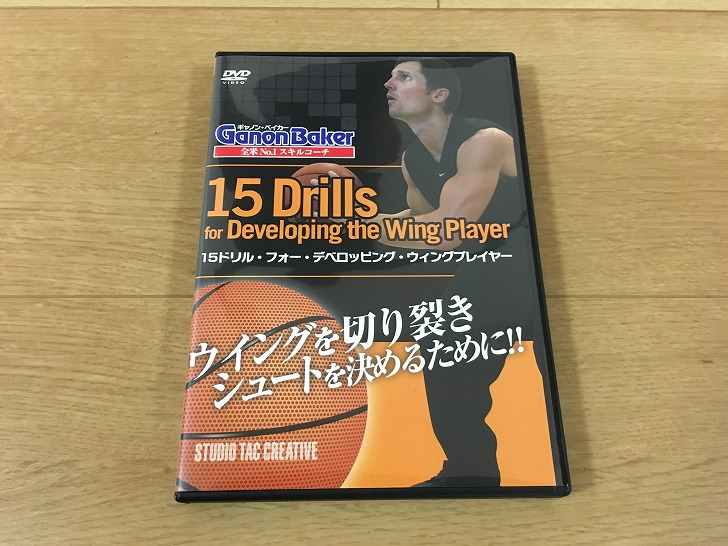 DVD
VIDEO
ギャノン・ベイカー
Ganon Baker
全米No.1スキルコーチ
15 Drills
for Developing the Wing Player
15ドリル・フォー・デベロッピング・ウィングプレイヤー
ウイングを切り裂き
シュートを決めるために!!
STUDIO TAC CREATIVE